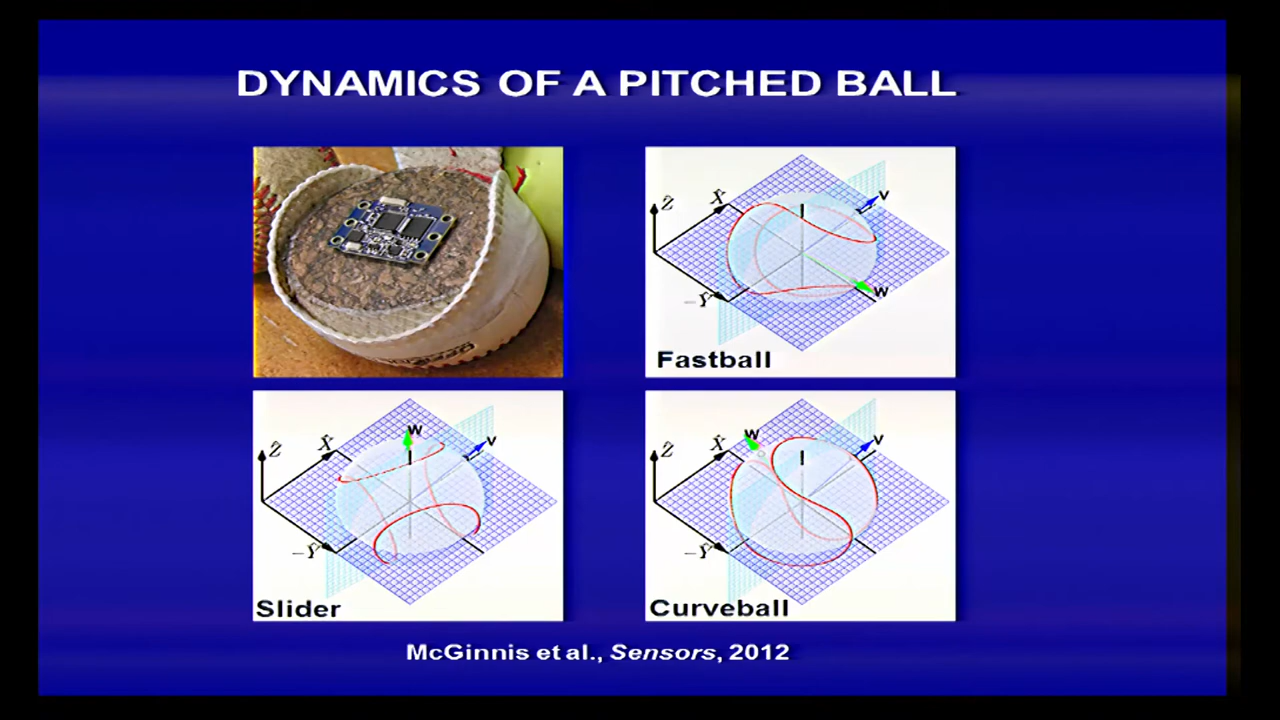 DYNAMICS OF A PITCHED BALL
Ẑ
X̂
v
w
-Ŷ
Fastball
Ẑ
X̂
w
v
-Ŷ
Slider
Ẑ
X̂
w
v
-Ŷ
Curveball
McGinnis et al., Sensors, 2012